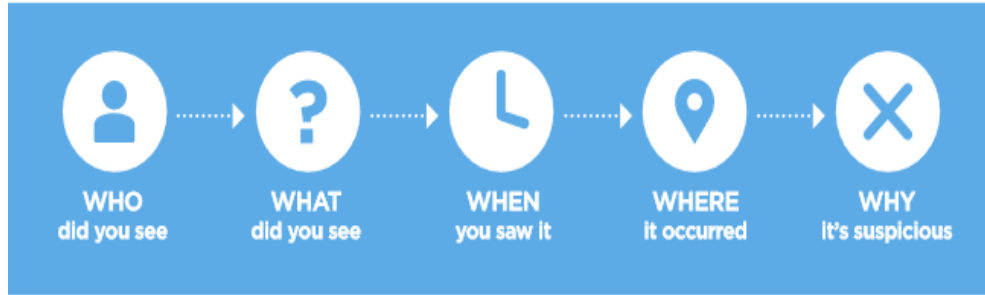 WHO
did you see
WHAT
did you see
WHEN
you saw it
WHERE
it occurred
WHY
it's suspicious